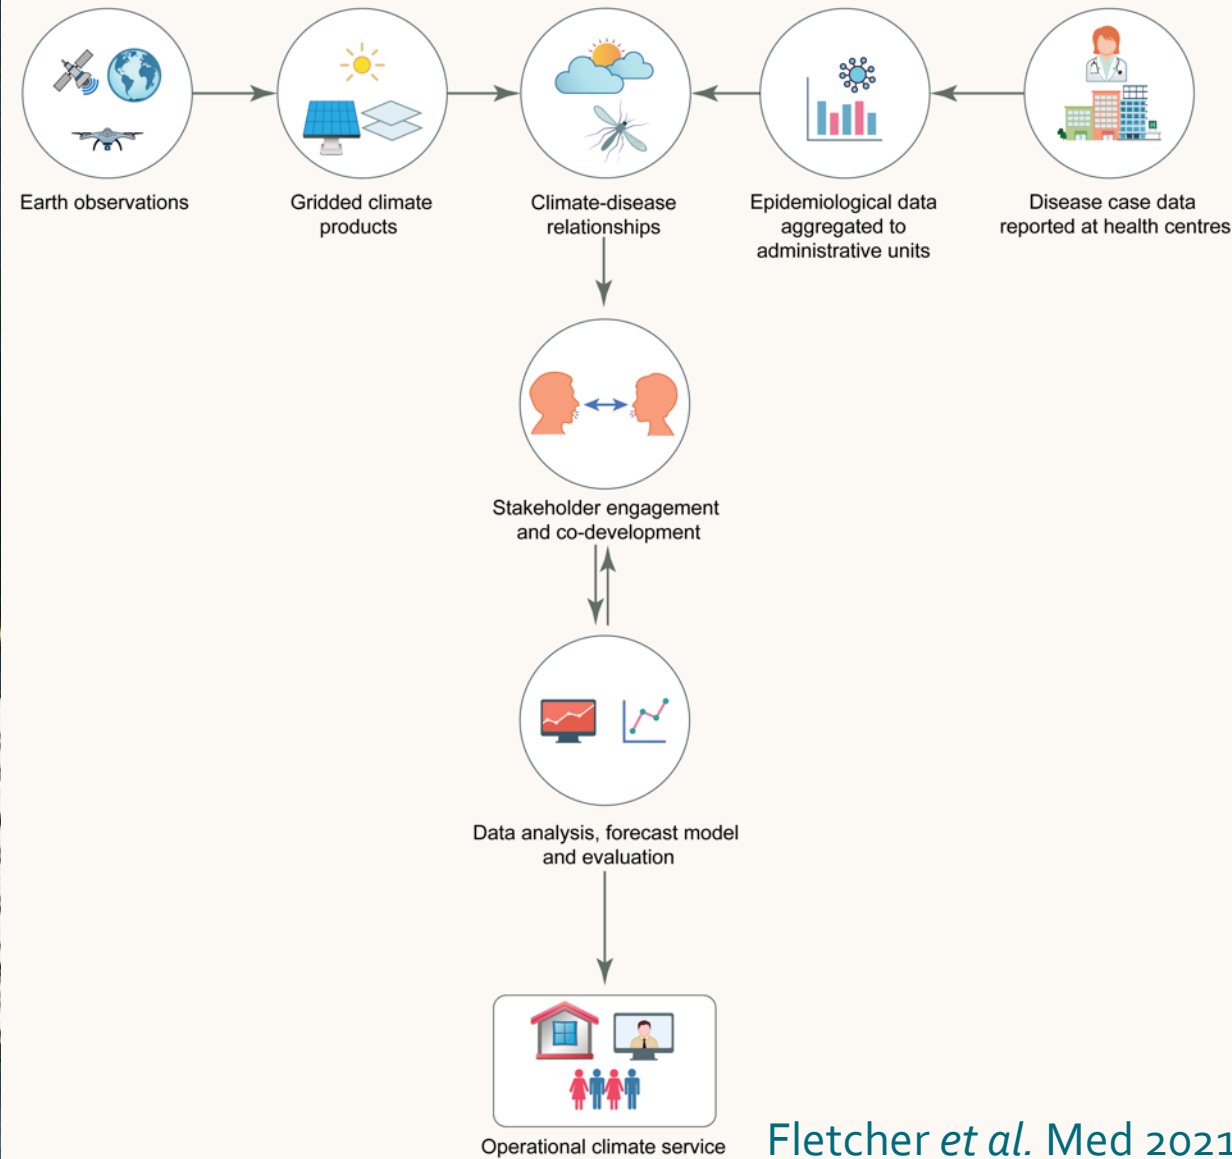 Earth observations
Gridded climate
products
Climate-disease
relationships
Epidemiological data
aggregated to
administrative units
Disease case data
reported at health centres
Stakeholder engagement
and co-development
Data analysis, forecast model
and evaluation
Operational climate service
Fletcher et al. Med 2021